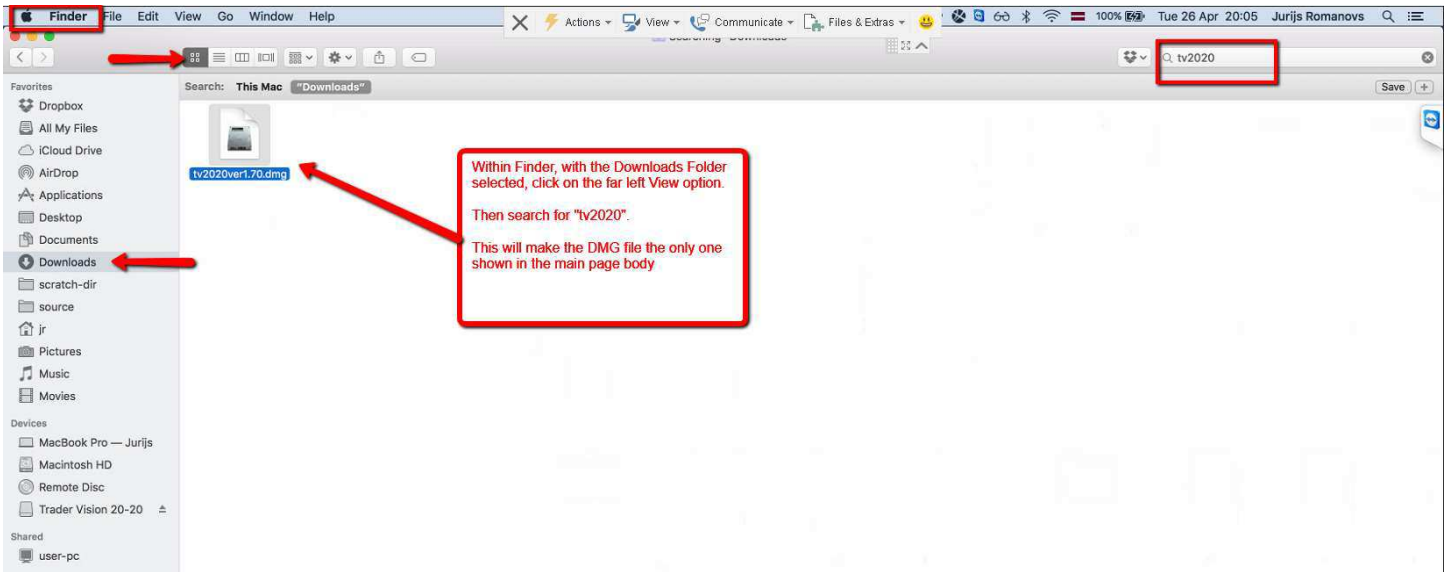 Finder File Edit View Go Window Help
Actions View Communicate Files & Extras
100% Tue 26 Apr 20:05 Jurijs Romanovs
Searching "Downloads"
tv2020
Search: This Mac "Downloads" Save +
Favorites
Dropbox
All My Files
iCloud Drive
AirDrop
Applications
Desktop
Documents
Downloads
scratch-dir
source
jr
Pictures
Music
Movies
Devices
MacBook Pro — Jurijs
Macintosh HD
Remote Disc
Trader Vision 20-20
Shared
user-pc
tv2020ver1.70.dmg
Within Finder, with the Downloads Folder
selected, click on the far left View option.
Then search for "tv2020".
This will make the DMG file the only one
shown in the main page body